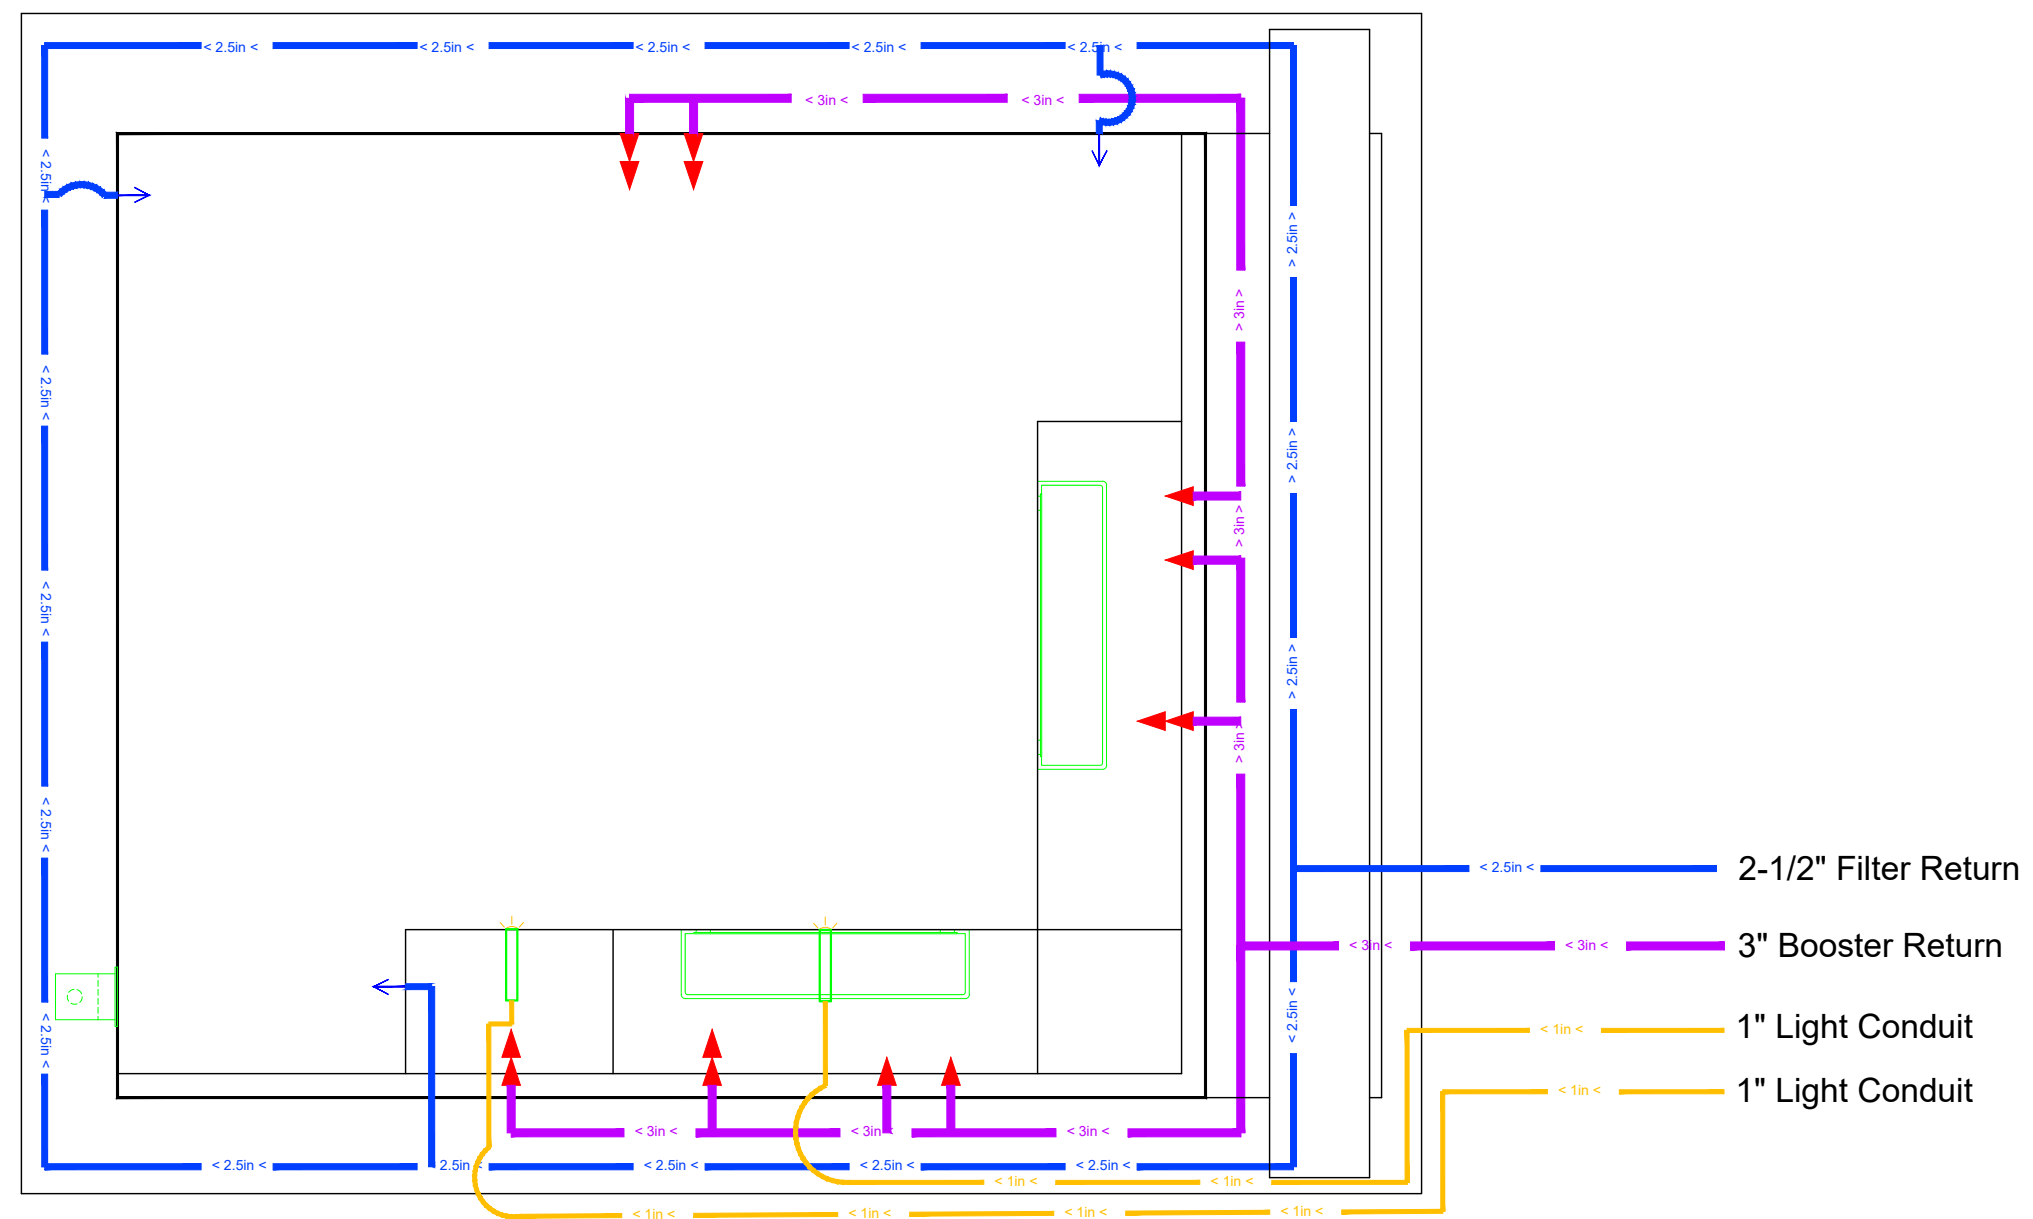 < 2.5in <
< 2.5in <
< 2.5in <
< 2.5in <
< 2.5in <
< 3in <
< 3in <
< 2.5in <
< 2.5in <
< 2.5in <
< 2.5in <
< 2.5in <
> 3in >
> 3in >
> 3in >
> 2.5in >
> 2.5in >
> 2.5in >
< 2.5in <
< 2.5in <
2-1/2" Filter Return
< 3in <
< 3in <
3" Booster Return
< 1in <
1" Light Conduit
< 1in <
1" Light Conduit
< 3in <
< 3in <
< 3in <
< 2.5in <
2.5in <
< 2.5in <
< 2.5in <
< 2.5in <
< 1in <
< 1in <
< 1in <
< 1in <
< 1in <
< 1in <